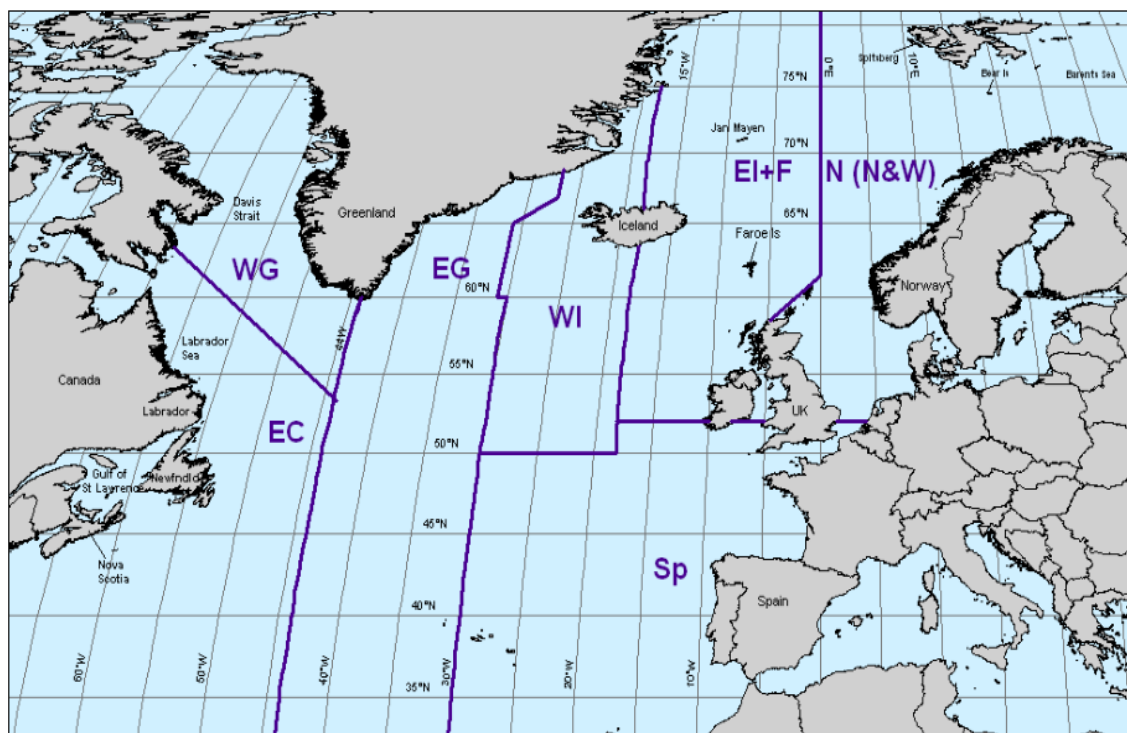 15°W
0°E
10°E
Spitsberg
Bear Is
Barents Sea
75°N
Jan Mayen
70°N
EI+F
N (N&W)
Davis
Strait
Greenland
65°N
Iceland
Faroe Is
WG
EG
60°N
Norway
WI
44W
Labrador
Sea
55°N
Canada
Labrador
UK
EC
50°N
Gulf of
St Lawrence
Newfndld
45°N
Nova
Scotia
Sp
Spain
40°N
60°W
50°W
40°W
30°W
20°W
10°W
35°N